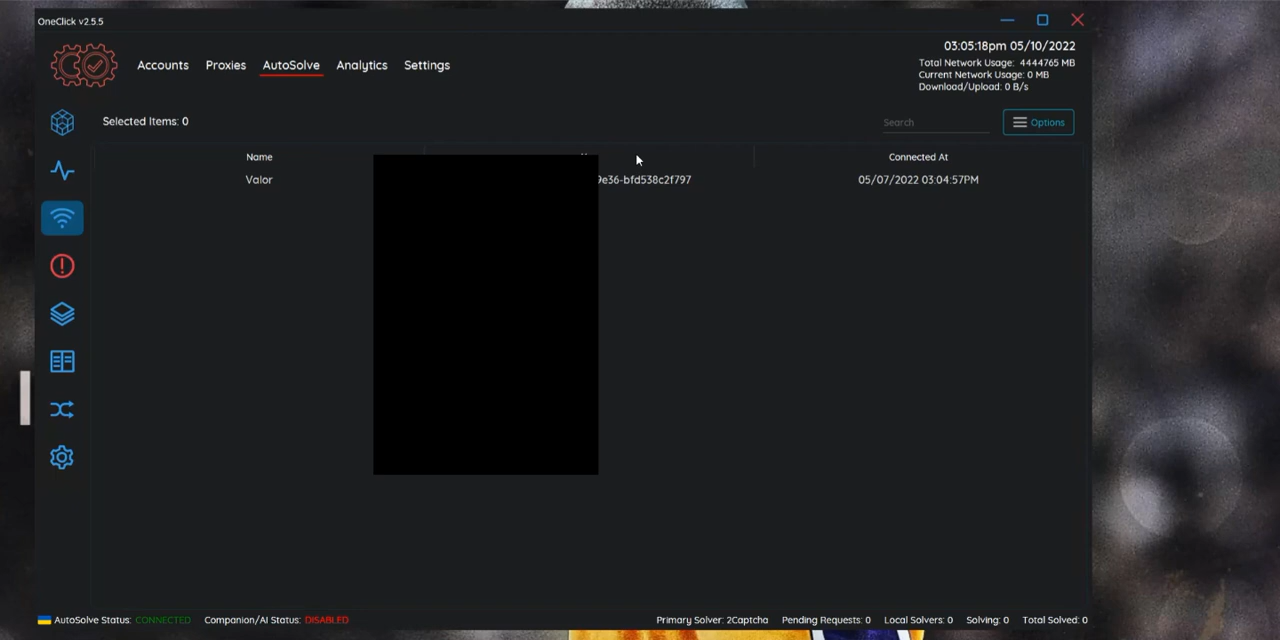 OneClick v2.5.5
03:05:18pm 05/10/2022
Accounts Proxies AutoSolve Analytics Settings
Total Network Usage: 4444765 MB
Current Network Usage: 0 MB
Download/Upload: 0 B/s
Selected Items: 0
Search
Options
Name Connected At
Valor 9e36-bfd538c2f797 05/07/2022 03:04:57PM
AutoSolve Status: CONNECTED Companion/AI Status: DISABLED Primary Solver: 2Captcha Pending Requests: 0 Local Solvers: 0 Solving: 0 Total Solved: 0